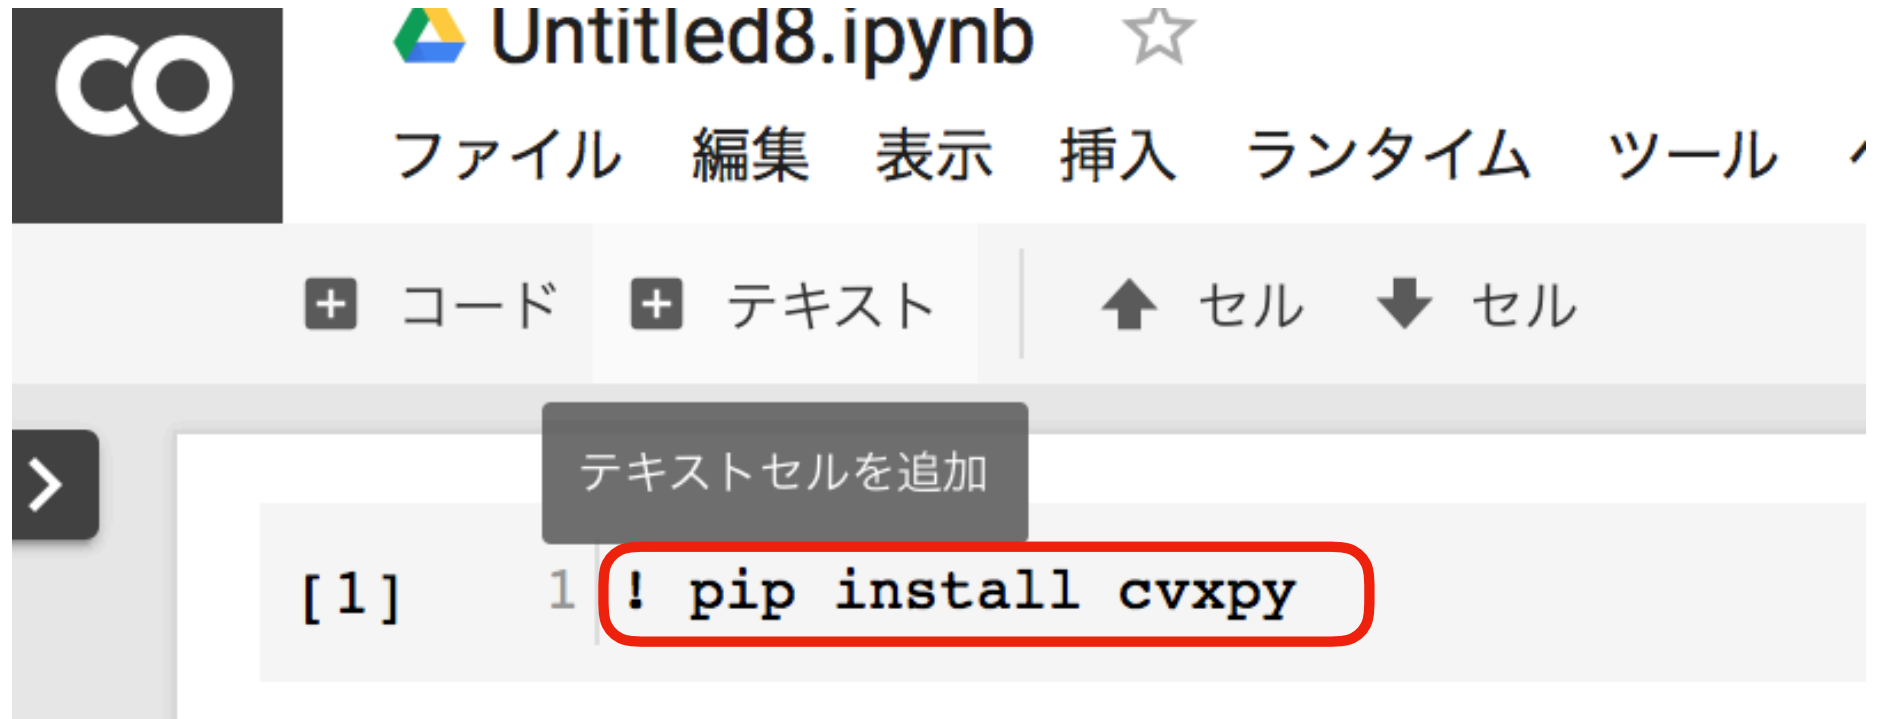 CO
Untitled8.ipynb
ファイル 編集 表示 挿入 ランタイム ツール
コード テキスト セル セル
テキストセルを追加
[1] 1 ! pip install cvxpy